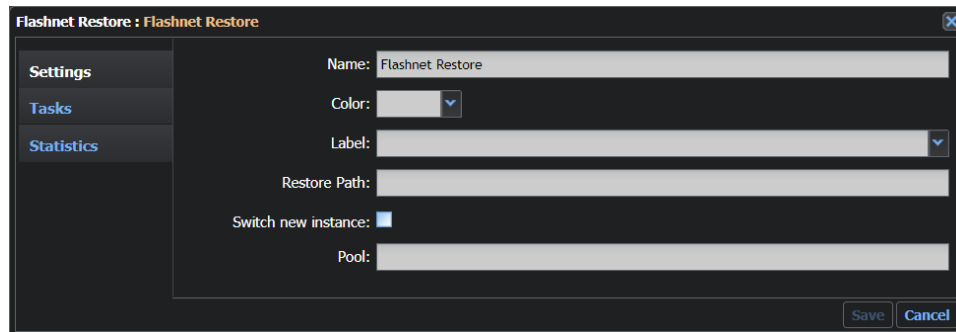 Flashnet Restore : Flashnet Restore
Settings
Tasks
Statistics
Name: Flashnet Restore
Color:
Label:
Restore Path:
Switch new instance:
Pool:
Save Cancel